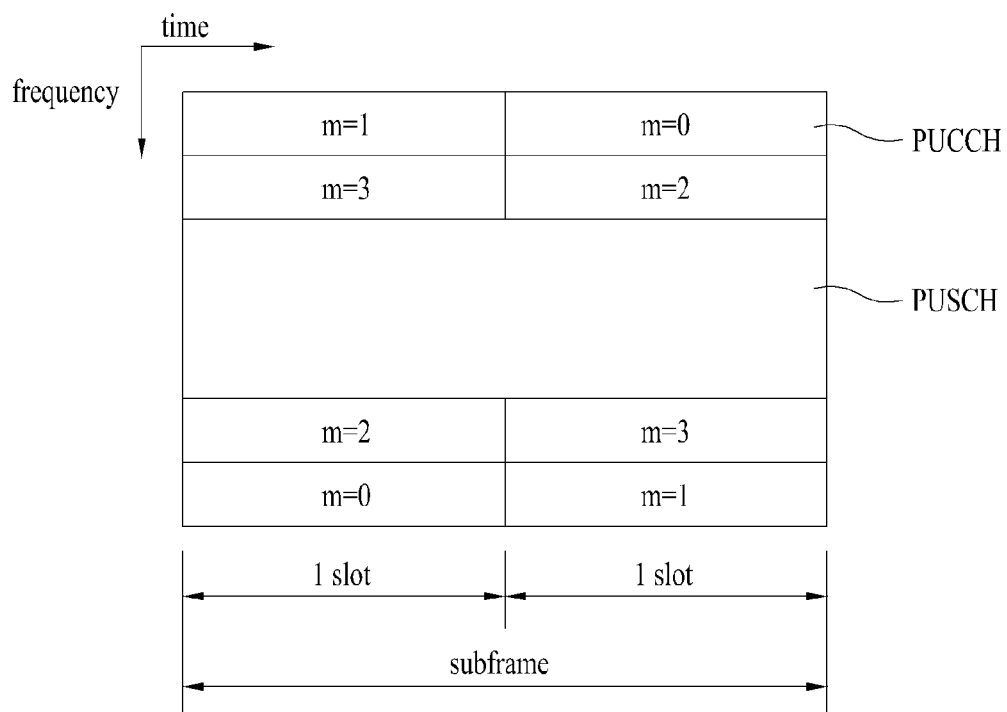 time
frequency
m=1 m=0
PUCCH
m=3 m=2
PUSCH
m=2 m=3
m=0 m=1
1 slot 1 slot
subframe